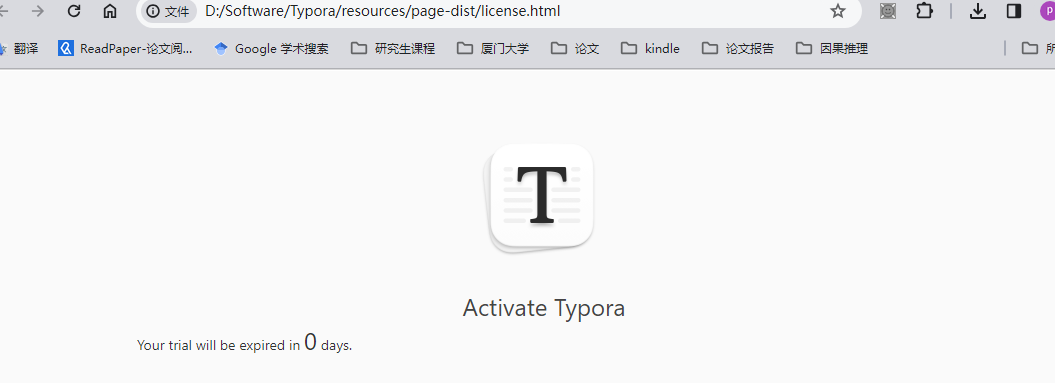 文件 D:/Software/Typora/resources/page-dist/license.html P
翻译 ReadPaper-论文阅... Google 学术搜索 研究生课程 厦门大学 论文 kindle 论文报告 因果推理 所
T
Activate Typora
Your trial will be expired in 0 days.